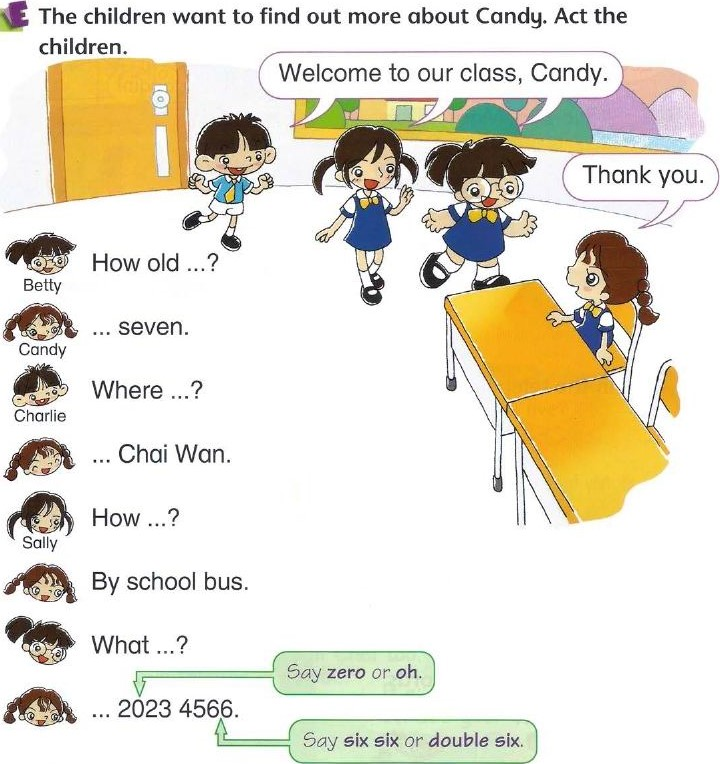 E The children want to find out more about Candy. Act the
children.
Welcome to our class, Candy.
Thank you.
How old ...?
Betty
... seven.
Candy
Where ...?
Charlie
... Chai Wan.
How ...?
Sally
By school bus.
What ...?
Say zero or oh.
... 2023 4566.
Say six six or double six.